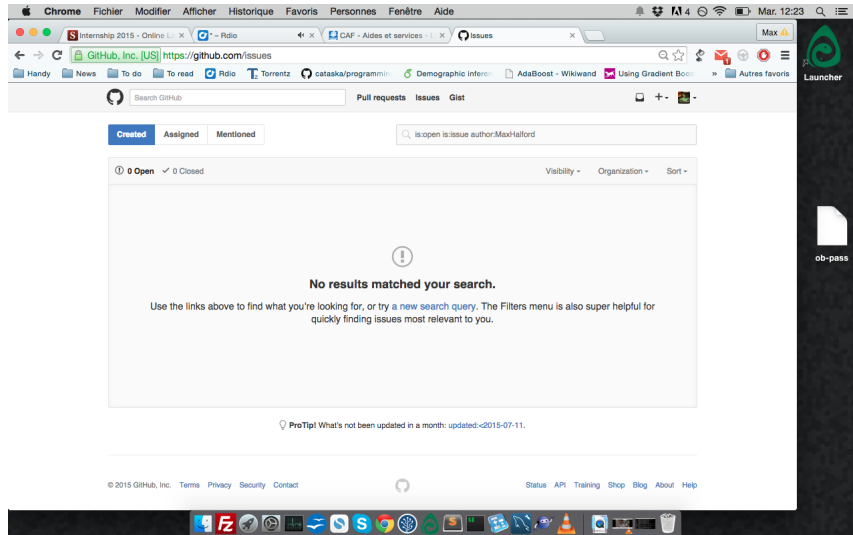 Chrome Fichier Modifier Afficher Historique Favoris Personnes Fenêtre Aide 4 Mar. 12:23
Internship 2015 - Online L × - Rdio × CAF - Aides et services - × Issues × Max
GitHub, Inc. [US] https://github.com/issues
Handy News To do To read Rdio Torrentz cataska/programmin Demographic inferen AdaBoost - Wikiwand Using Gradient Boos » Autres favoris
Launcher
Search GitHub Pull requests Issues Gist
Created Assigned Mentioned is:open is:issue author:MaxHalford
0 Open 0 Closed Visibility Organization Sort
ob-pass
No results matched your search.
Use the links above to find what you're looking for, or try a new search query. The Filters menu is also super helpful for
quickly finding issues most relevant to you.
ProTip! What's not been updated in a month: updated:<2015-07-11.
© 2015 GitHub, Inc. Terms Privacy Security Contact Status API Training Shop Blog About Help